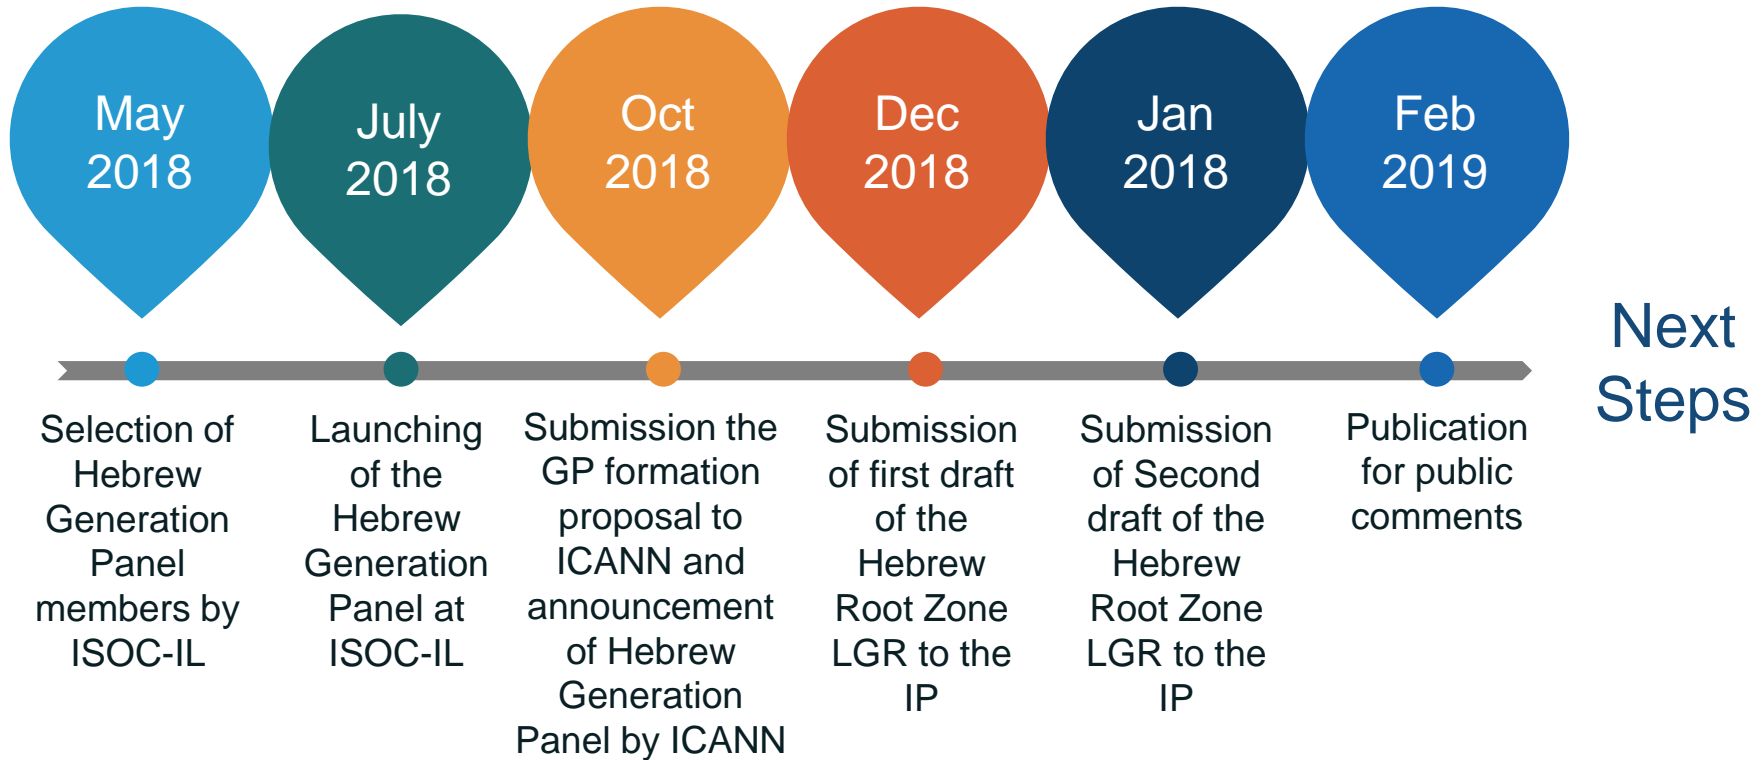 May
2018
July
2018
Oct
2018
Dec
2018
Jan
2018
Feb
2019
Selection of
Hebrew
Generation
Panel
members by
ISOC-IL
Launching
of the
Hebrew
Generation
Panel at
ISOC-IL
Submission the
GP formation
proposal to
ICANN and
announcement
of Hebrew
Generation
Panel by ICANN
Submission
of first draft
of the
Hebrew
Root Zone
LGR to the
IP
Submission
of Second
draft of the
Hebrew
Root Zone
LGR to the
IP
Publication
for public
comments
Next
Steps